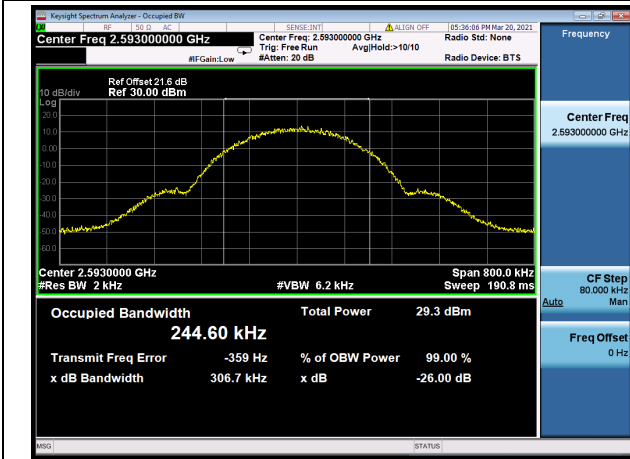 Keysight Spectrum Analyzer - Occupied BW
RF 50 Ω AC SENSE:INT ALIGN OFF 05:36:06 PM Mar 20, 2021
Center Freq 2.593000000 GHz Center Freq: 2.593000000 GHz Radio Std: None Frequency
Trig: Free Run Avg|Hold:>10/10
#IFGain:Low #Atten: 20 dB Radio Device: BTS
Ref Offset 21.6 dB
10 dB/div Ref 30.00 dBm
Log
20.0
10.0
0.00
-10.0
-20.0
-30.0
-40.0
-50.0
-60.0
Center Freq
2.593000000 GHz
Center 2.5930000 GHz Span 800.0 kHz
#Res BW 2 kHz #VBW 6.2 kHz Sweep 190.8 ms
CF Step
80.000 kHz
Auto Man
Occupied Bandwidth Total Power 29.3 dBm
244.60 kHz
Transmit Freq Error -359 Hz % of OBW Power 99.00 %
x dB Bandwidth 306.7 kHz x dB -26.00 dB
Freq Offset
0 Hz
MSG STATUS